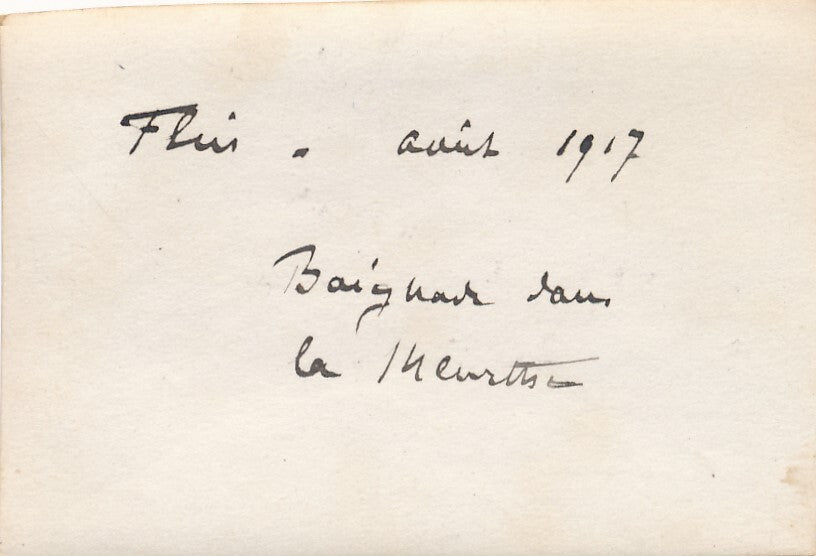 Flin . août 1917
Baignade dans
la Meurthe